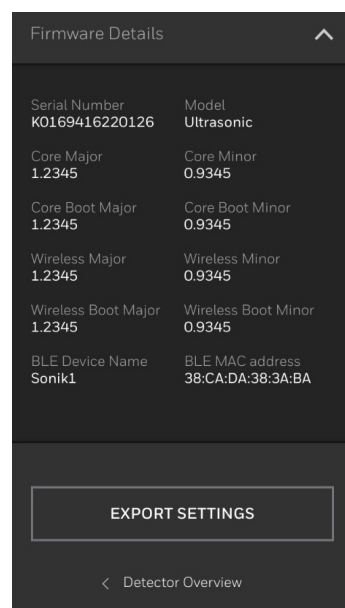 Firmware Details
Serial Number Model
K0169416220126 Ultrasonic
Core Major Core Minor
1.2345 0.9345
Core Boot Major Core Boot Minor
1.2345 0.9345
Wireless Major Wireless Minor
1.2345 0.9345
Wireless Boot Major Wireless Boot Minor
1.2345 0.9345
BLE Device Name BLE MAC address
Sonik1 38:CA:DA:38:3A:BA
EXPORT SETTINGS
< Detector Overview